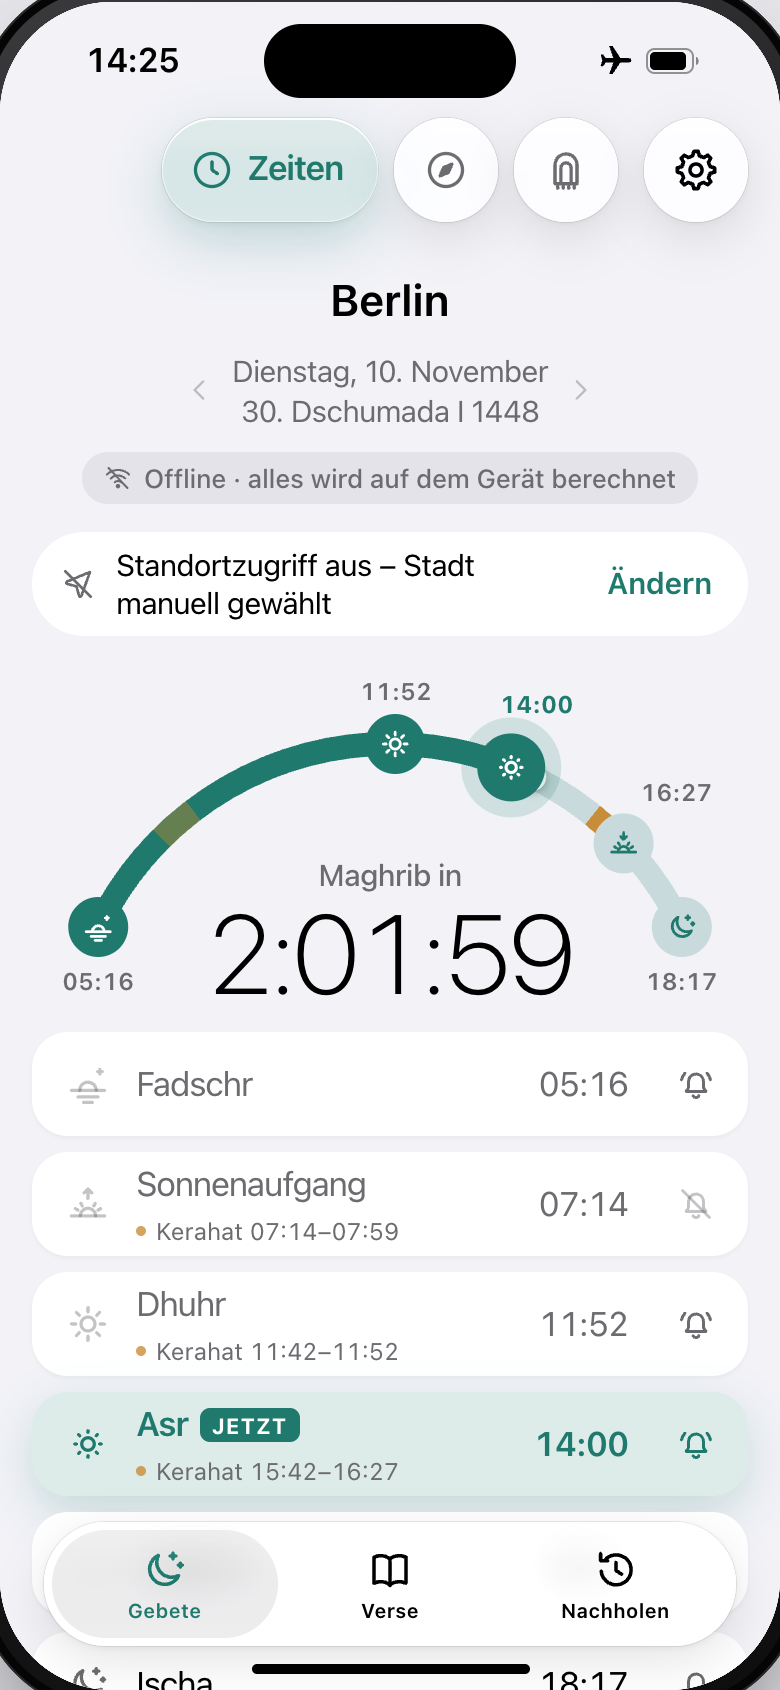 14:25
Zeiten
Berlin
Dienstag, 10. November
30. Dschumada I 1448
Offline · alles wird auf dem Gerät berechnet
Standortzugriff aus – Stadt
manuell gewählt
Ändern
11:52
14:00
16:27
Maghrib in
2:01:59
05:16
18:17
Fadschr 05:16
Sonnenaufgang 07:14
Kerahat 07:14–07:59
Dhuhr 11:52
Kerahat 11:42–11:52
Asr JETZT 14:00
Kerahat 15:42–16:27
Gebete Verse Nachholen
Ischa 18:17